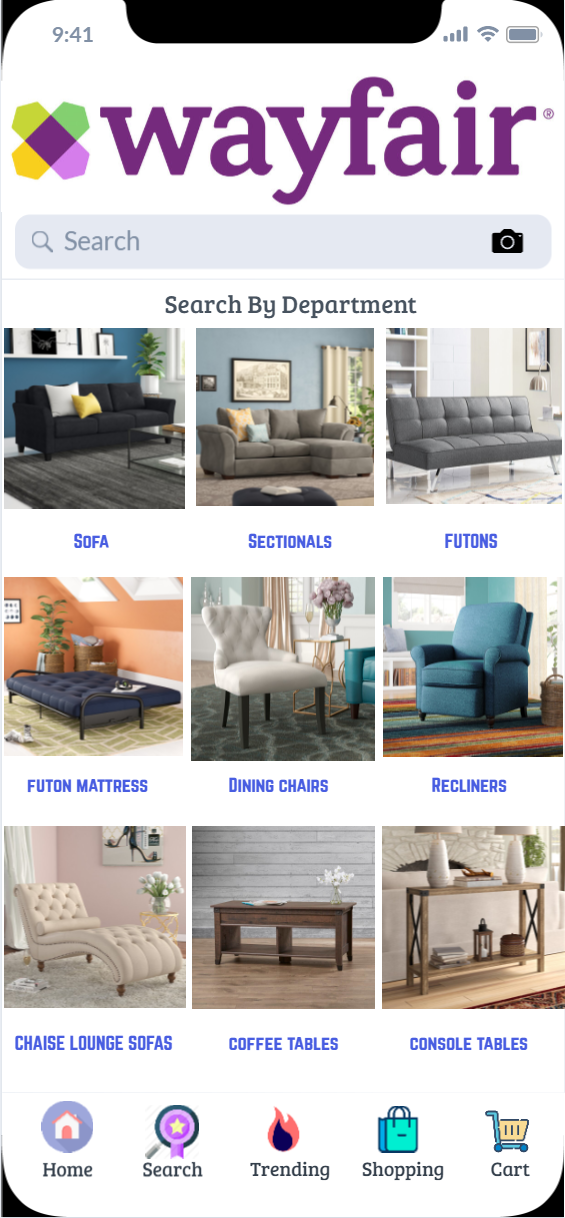 9:41
wayfair®
Search
Search By Department
Sofa Sectionals FUTONS
FUTON MATTRESS Dining chairs Recliners
CHAISE LOUNGE SOFAS COFFEE TABLES CONSOLE TABLES
Home Search Trending Shopping Cart